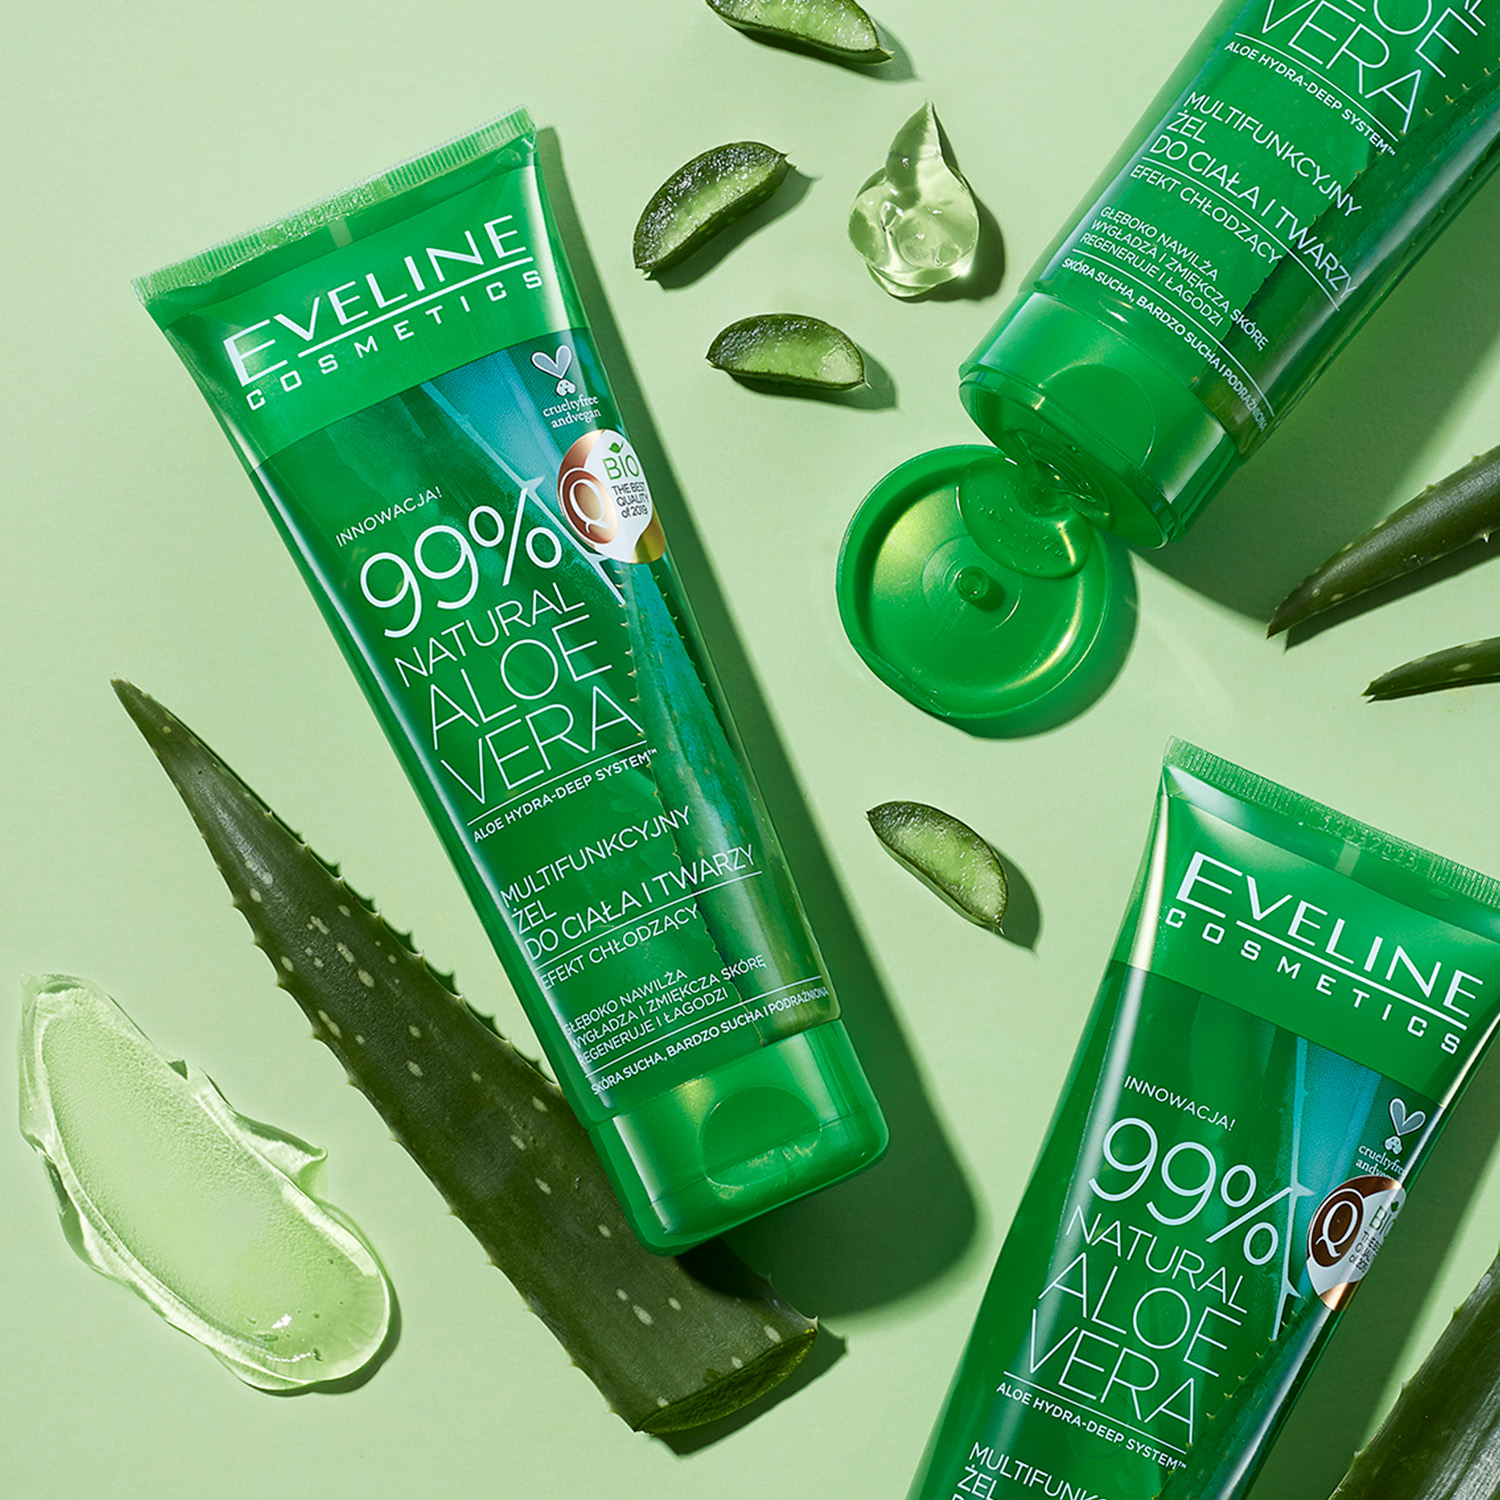 EVELINE
COSMETICS
crueltyfree
andvegan
BIO
THE BEST
QUALITY
of 2019
Q
INNOWACJA!
99%
NATURAL
ALOE
VERA
ALOE HYDRA-DEEP SYSTEM™
MULTIFUNKCYJNY
ŻEL
DO CIAŁA I TWARZY
EFEKT CHŁODZĄCY
GŁĘBOKO NAWILŻA
WYGŁADZA I ZMIĘKCZA SKÓRĘ
REGENERUJE I ŁAGODZI
SKÓRA SUCHA, BARDZO SUCHA I PODRAŻNIONA
VERA
ALOE HYDRA-DEEP SYSTEM™
MULTIFUNKCYJNY
ŻEL
DO CIAŁA I TWARZY
EFEKT CHŁODZĄCY
GŁĘBOKO NAWILŻA
WYGŁADZA I ZMIĘKCZA SKÓRĘ
REGENERUJE I ŁAGODZI
SKÓRA SUCHA, BARDZO SUCHA I PODRAŻNIONA
EVELINE
COSMETICS
INNOWACJA!
99%
NATURAL
ALOE
VERA
ALOE HYDRA-DEEP SYSTEM™
Q
MULTIFUNK
ŻEL